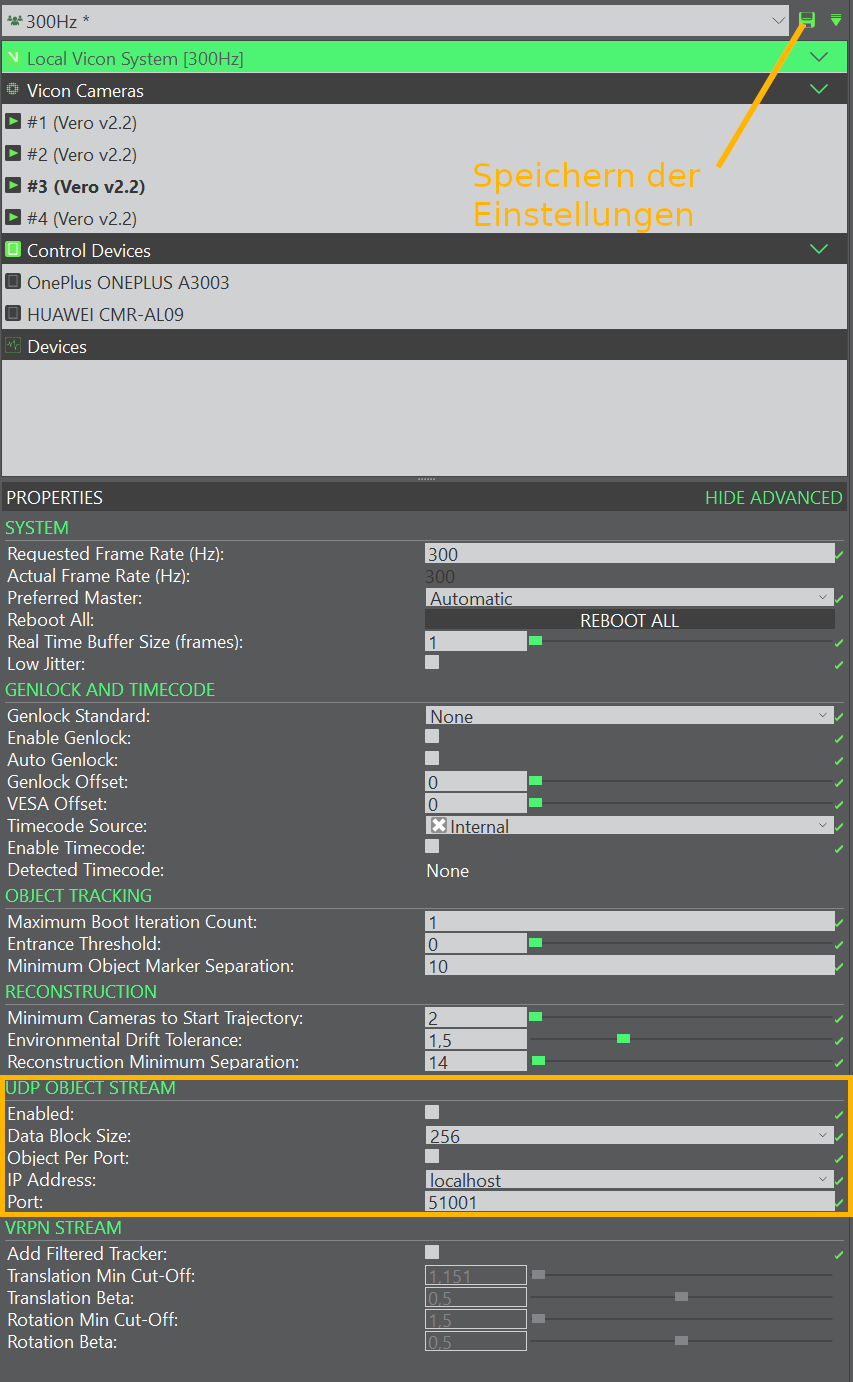 300Hz *
Local Vicon System [300Hz]
Vicon Cameras
#1 (Vero v2.2)
#2 (Vero v2.2)
#3 (Vero v2.2)
#4 (Vero v2.2)
Speichern der
Einstellungen
Control Devices
OnePlus ONEPLUS A3003
HUAWEI CMR-AL09
Devices
PROPERTIES HIDE ADVANCED
SYSTEM
Requested Frame Rate (Hz): 300
Actual Frame Rate (Hz): 300
Preferred Master: Automatic
Reboot All: REBOOT ALL
Real Time Buffer Size (frames): 1
Low Jitter:
GENLOCK AND TIMECODE
Genlock Standard: None
Enable Genlock:
Auto Genlock:
Genlock Offset: 0
VESA Offset: 0
Timecode Source: Internal
Enable Timecode:
Detected Timecode: None
OBJECT TRACKING
Maximum Boot Iteration Count: 1
Entrance Threshold: 0
Minimum Object Marker Separation: 10
RECONSTRUCTION
Minimum Cameras to Start Trajectory: 2
Environmental Drift Tolerance: 1,5
Reconstruction Minimum Separation: 14
UDP OBJECT STREAM
Enabled:
Data Block Size: 256
Object Per Port:
IP Address: localhost
Port: 51001
VRPN STREAM
Add Filtered Tracker:
Translation Min Cut-Off: 1,151
Translation Beta: 0,5
Rotation Min Cut-Off: 1,5
Rotation Beta: 0,5